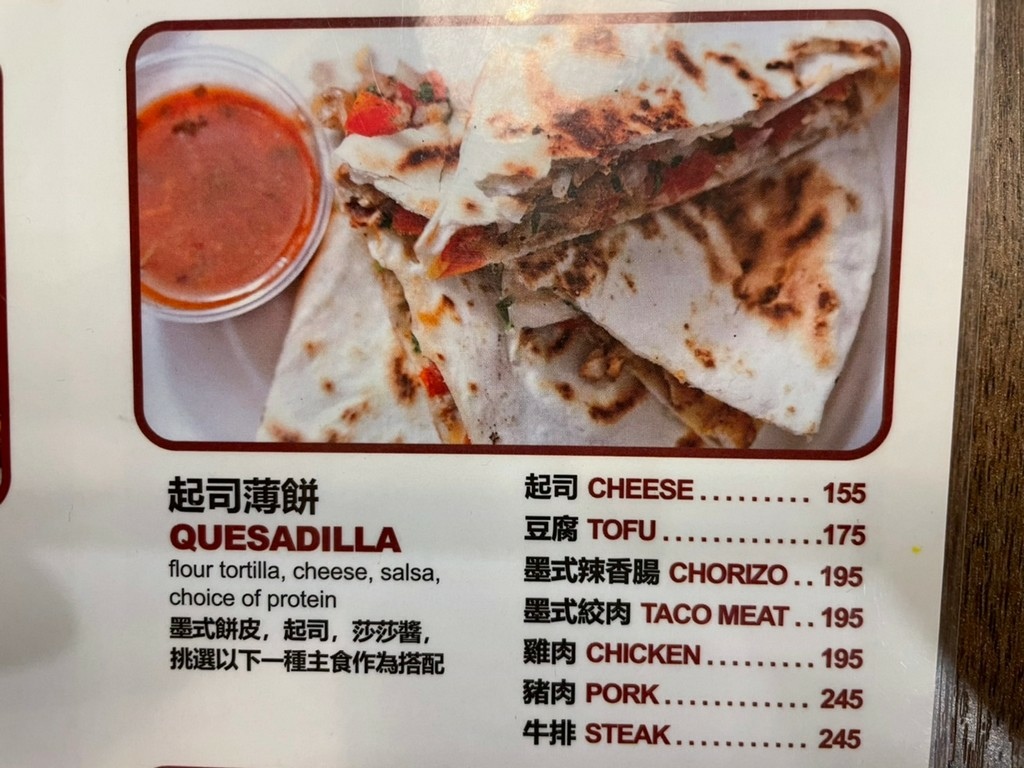 起司薄餅
QUESADILLA
flour tortilla, cheese, salsa,
choice of protein
墨式餅皮，起司，莎莎醬，
挑選以下一種主食作為搭配
起司 CHEESE......... 155
豆腐 TOFU.............175
墨式辣香腸 CHORIZO..195
墨式絞肉 TACO MEAT..195
雞肉 CHICKEN.........195
豬肉 PORK............ 245
牛排 STEAK........... 245